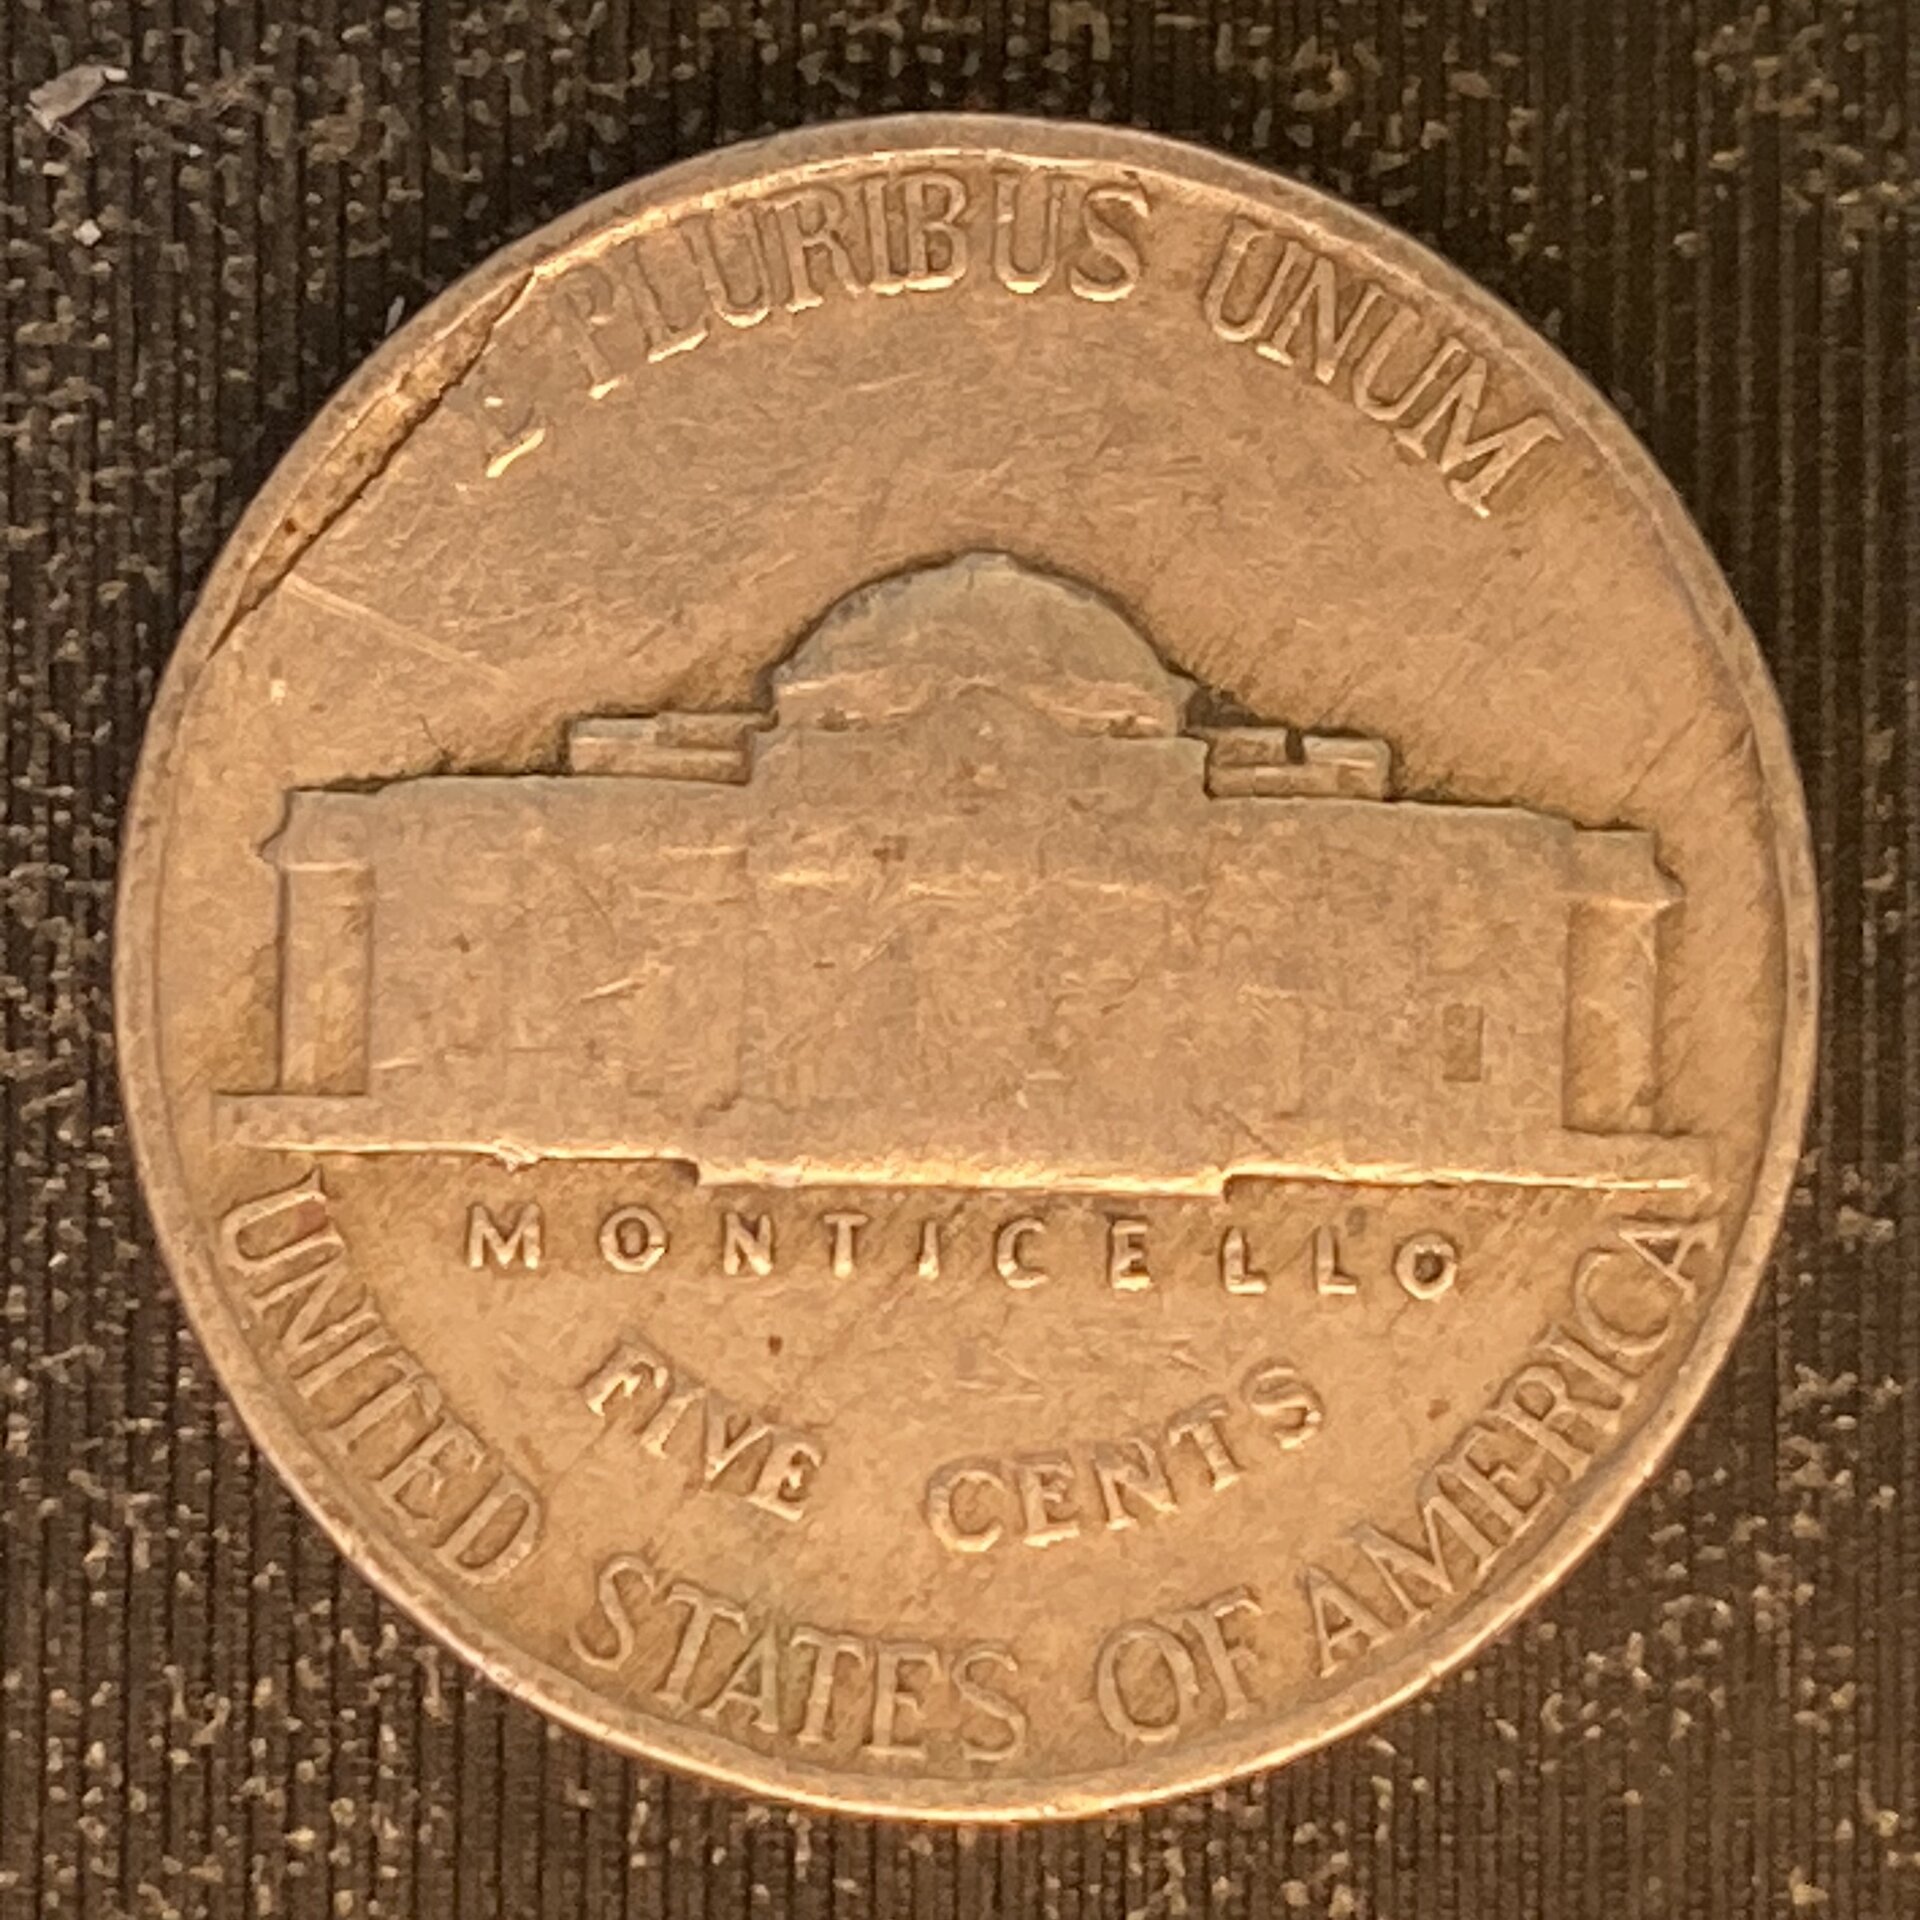 E PLURIBUS UNUM
MONTICELLO
FIVE CENTS
UNITED STATES OF AMERICA